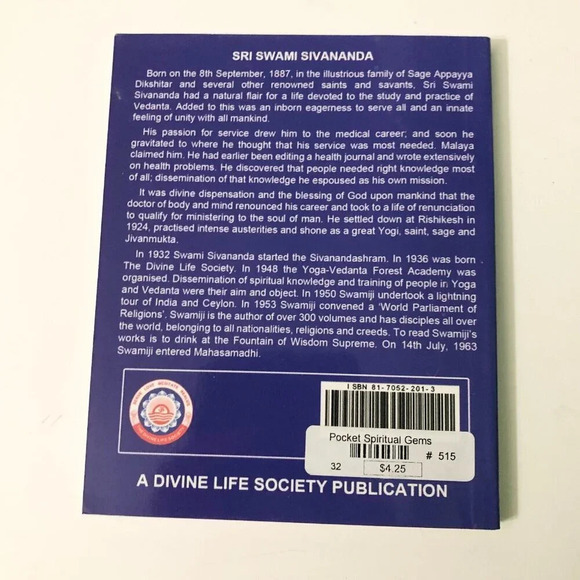 SRI SWAMI SIVANANDA
Born on the 8th September, 1887, in the illustrious family of Sage Appayya
Dikshitar and several other renowned saints and savants, Sri Swami
Sivananda had a natural flair for a life devoted to the study and practice of
Vedanta. Added to this was an inborn eagerness to serve all and an innate
feeling of unity with all mankind.
His passion for service drew him to the medical career; and soon he
gravitated to where he thought that his service was most needed. Malaya
claimed him. He had earlier been editing a health journal and wrote extensively
on health problems. He discovered that people needed right knowledge most
of all; dissemination of that knowledge he espoused as his own mission.
It was divine dispensation and the blessing of God upon mankind that the
doctor of body and mind renounced his career and took to a life of renunciation
to qualify for ministering to the soul of man. He settled down at Rishikesh in
1924, practised intense austerities and shone as a great Yogi, saint, sage and
Jivanmukta.
In 1932 Swami Sivananda started the Sivanandashram. In 1936 was born
The Divine Life Society. In 1948 the Yoga-Vedanta Forest Academy was
organised. Dissemination of spiritual knowledge and training of people in Yoga
and Vedanta were their aim and object. In 1950 Swamiji undertook a lightning
tour of India and Ceylon. In 1953 Swamiji convened a ‘World Parliament of
Religions’. Swamiji is the author of over 300 volumes and has disciples all over
the world, belonging to all nationalities, religions and creeds. To read Swamiji’s
works is to drink at the Fountain of Wisdom Supreme. On 14th July, 1963
Swamiji entered Mahasamadhi.
ISBN 81-7052-201-3
Pocket Spiritual Gems
# 515
32
$4.25
A DIVINE LIFE SOCIETY PUBLICATION